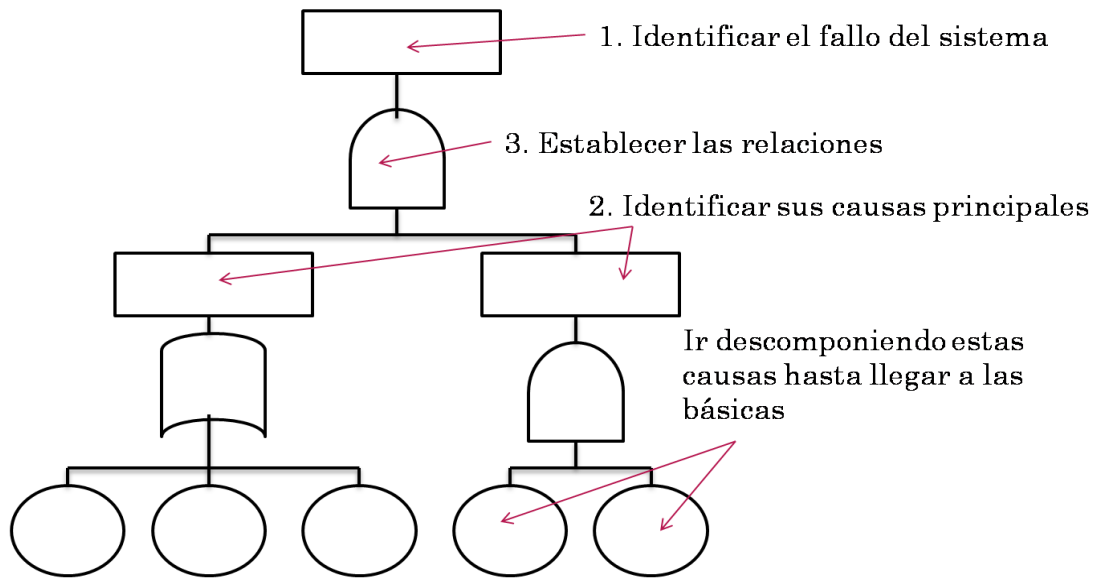 1. Identificar el fallo del sistema
3. Establecer las relaciones
2. Identificar sus causas principales
Ir descomponiendo estas
causas hasta llegar a las
básicas